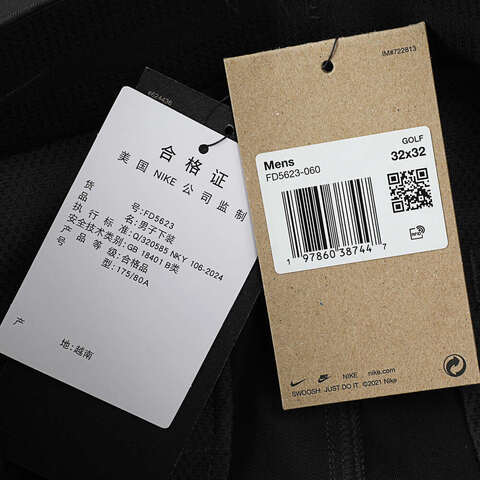 #624436
合格证
美国 NIKE 公司监制
货 号:FD5623
品 名:男子下装
执行标准:Q/320585 NKY 106-2024
安全技术类别:GB 18401 B类
产品等级:合格品
号 型:175/80A
产 地:越南
IM#722813
GOLF
Mens 32x32
FD5623-060
RFID
1 97860 38744 7
NIKE nike.com
SWOOSH. JUST DO IT. ©2021 Nike